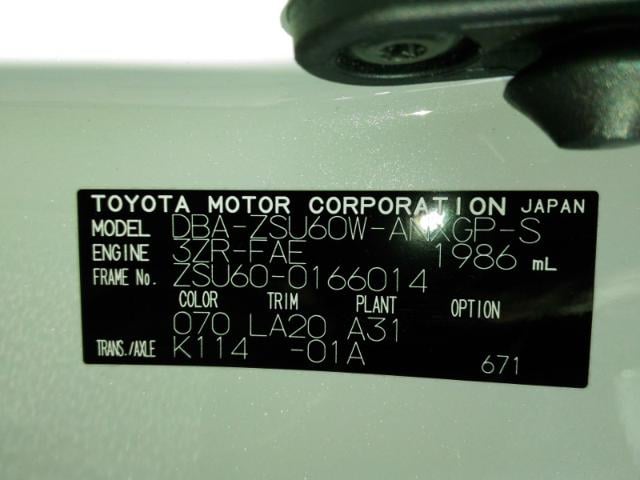 TOYOTA MOTOR CORPORATION JAPAN
MODEL DBA-ZSU60W-ANXGP-S
ENGINE 3ZR-FAE 1986 mL
FRAME No. ZSU60-0166014
COLOR TRIM PLANT OPTION
070 LA20 A31
TRANS./AXLE K114 -01A 671